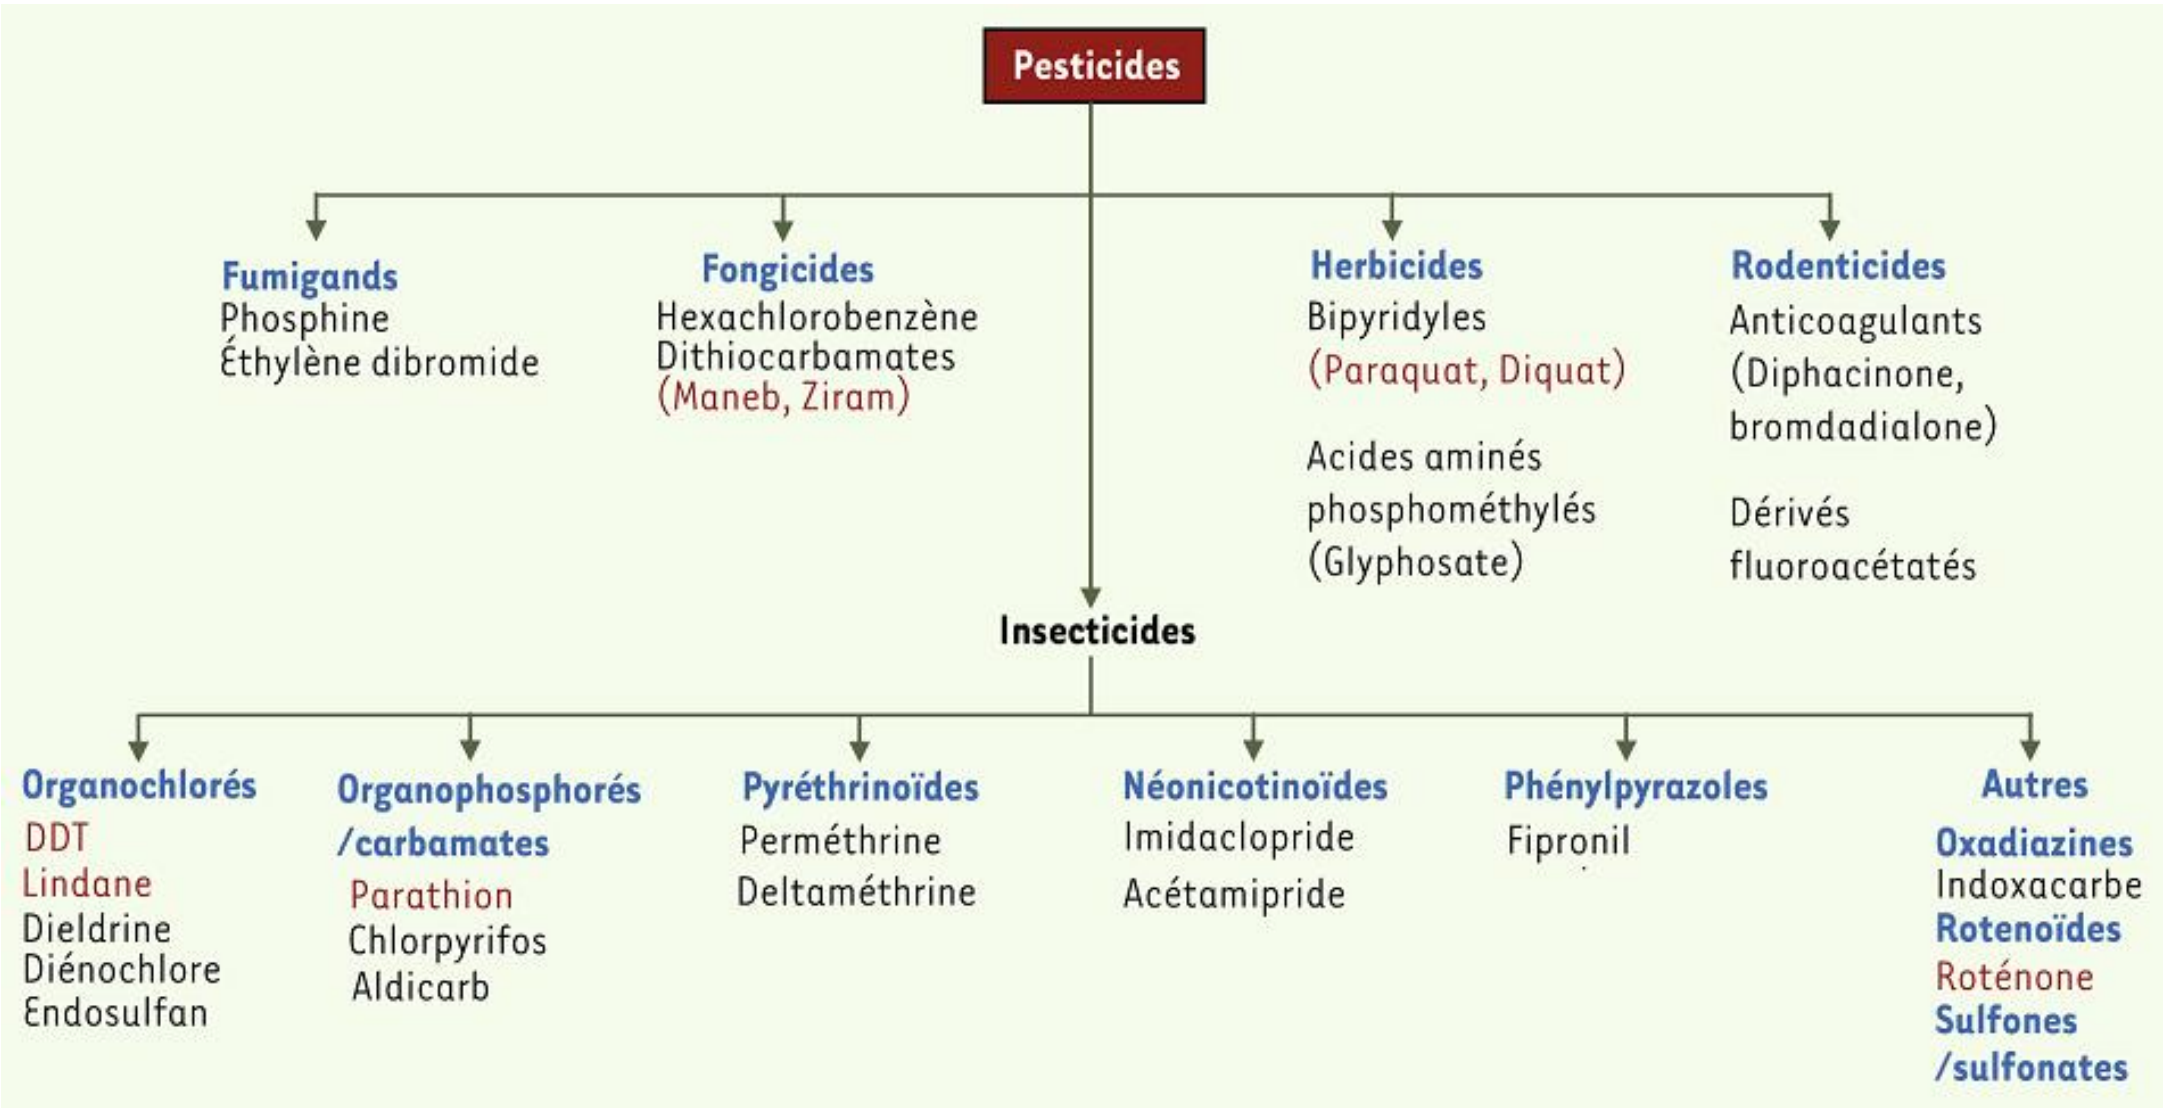 Pesticides
Fumigands
Phosphine
Éthylène dibromide
Fongicides
Hexachlorobenzène
Dithiocarbamates
(Maneb, Ziram)
Herbicides
Bipyridyles
(Paraquat, Diquat)
Acides aminés
phosphométhylés
(Glyphosate)
Rodenticides
Anticoagulants
(Diphacinone,
bromdadialone)
Dérivés
fluoroacétatés
Insecticides
Organochlorés
DDT
Lindane
Dieldrine
Diénochlore
Endosulfan
Organophosphorés
/carbamates
Parathion
Chlorpyrifos
Aldicarb
Pyréthrinoïdes
Perméthrine
Deltaméthrine
Néonicotinoïdes
Imidaclopride
Acétamipride
Phénylpyrazoles
Fipronil
Autres
Oxadiazines
Indoxacarbe
Rotenoïdes
Roténone
Sulfones
/sulfonates